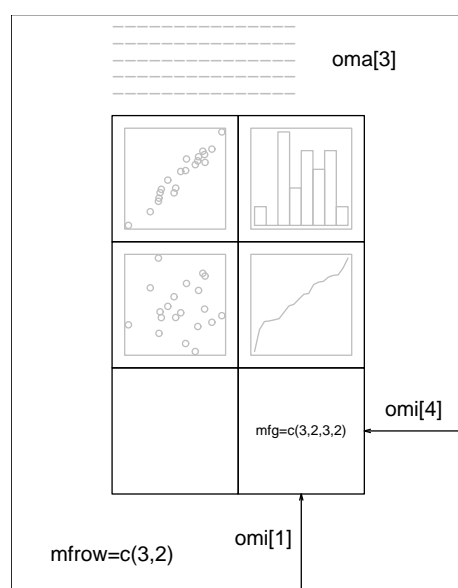 oma[3]
mfg=c(3,2,3,2)
omi[4]
omi[1]
mfrow=c(3,2)